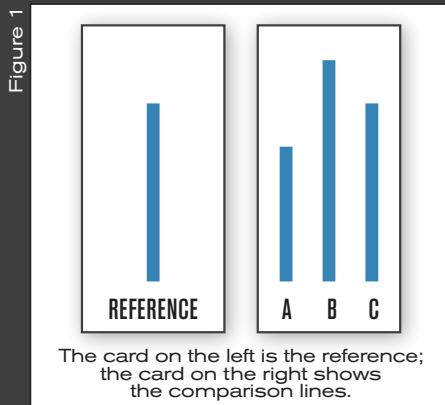 Figure 1
REFERENCE
A B C
The card on the left is the reference;
the card on the right shows
the comparison lines.